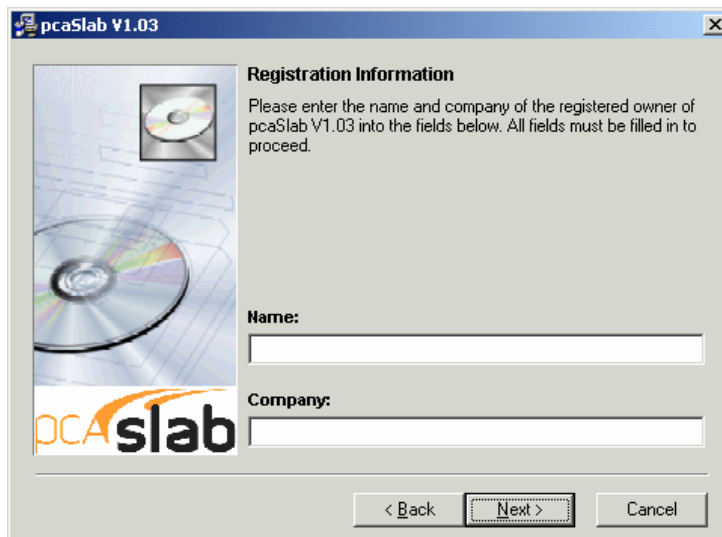 pcaSlab V1.03
Registration Information
Please enter the name and company of the registered owner of
pcaSlab V1.03 into the fields below. All fields must be filled in to
proceed.
Name:
Company:
pcAslab
< Back
Next >
Cancel